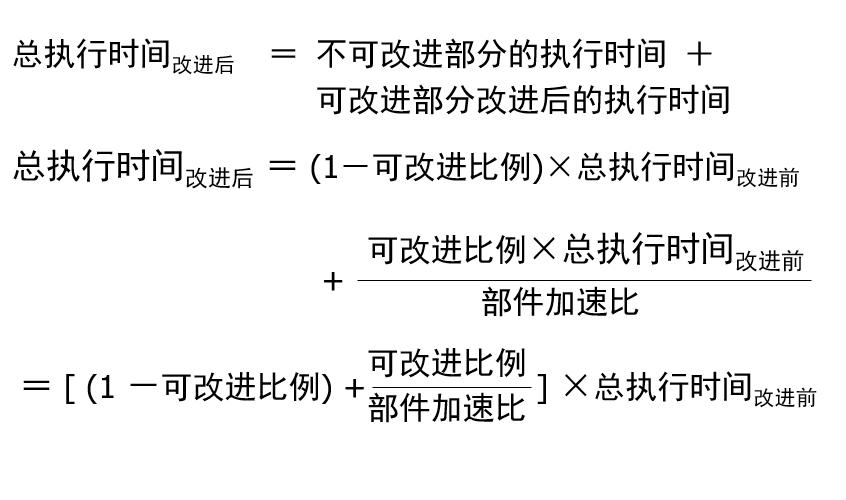 总执行时间改进后 ＝ 不可改进部分的执行时间 ＋
可改进部分改进后的执行时间
总执行时间改进后 ＝ (1－可改进比例)×总执行时间改进前
可改进比例×总执行时间改进前
+
部件加速比
可改进比例
＝ [ (1 －可改进比例) + ] ×总执行时间改进前
部件加速比